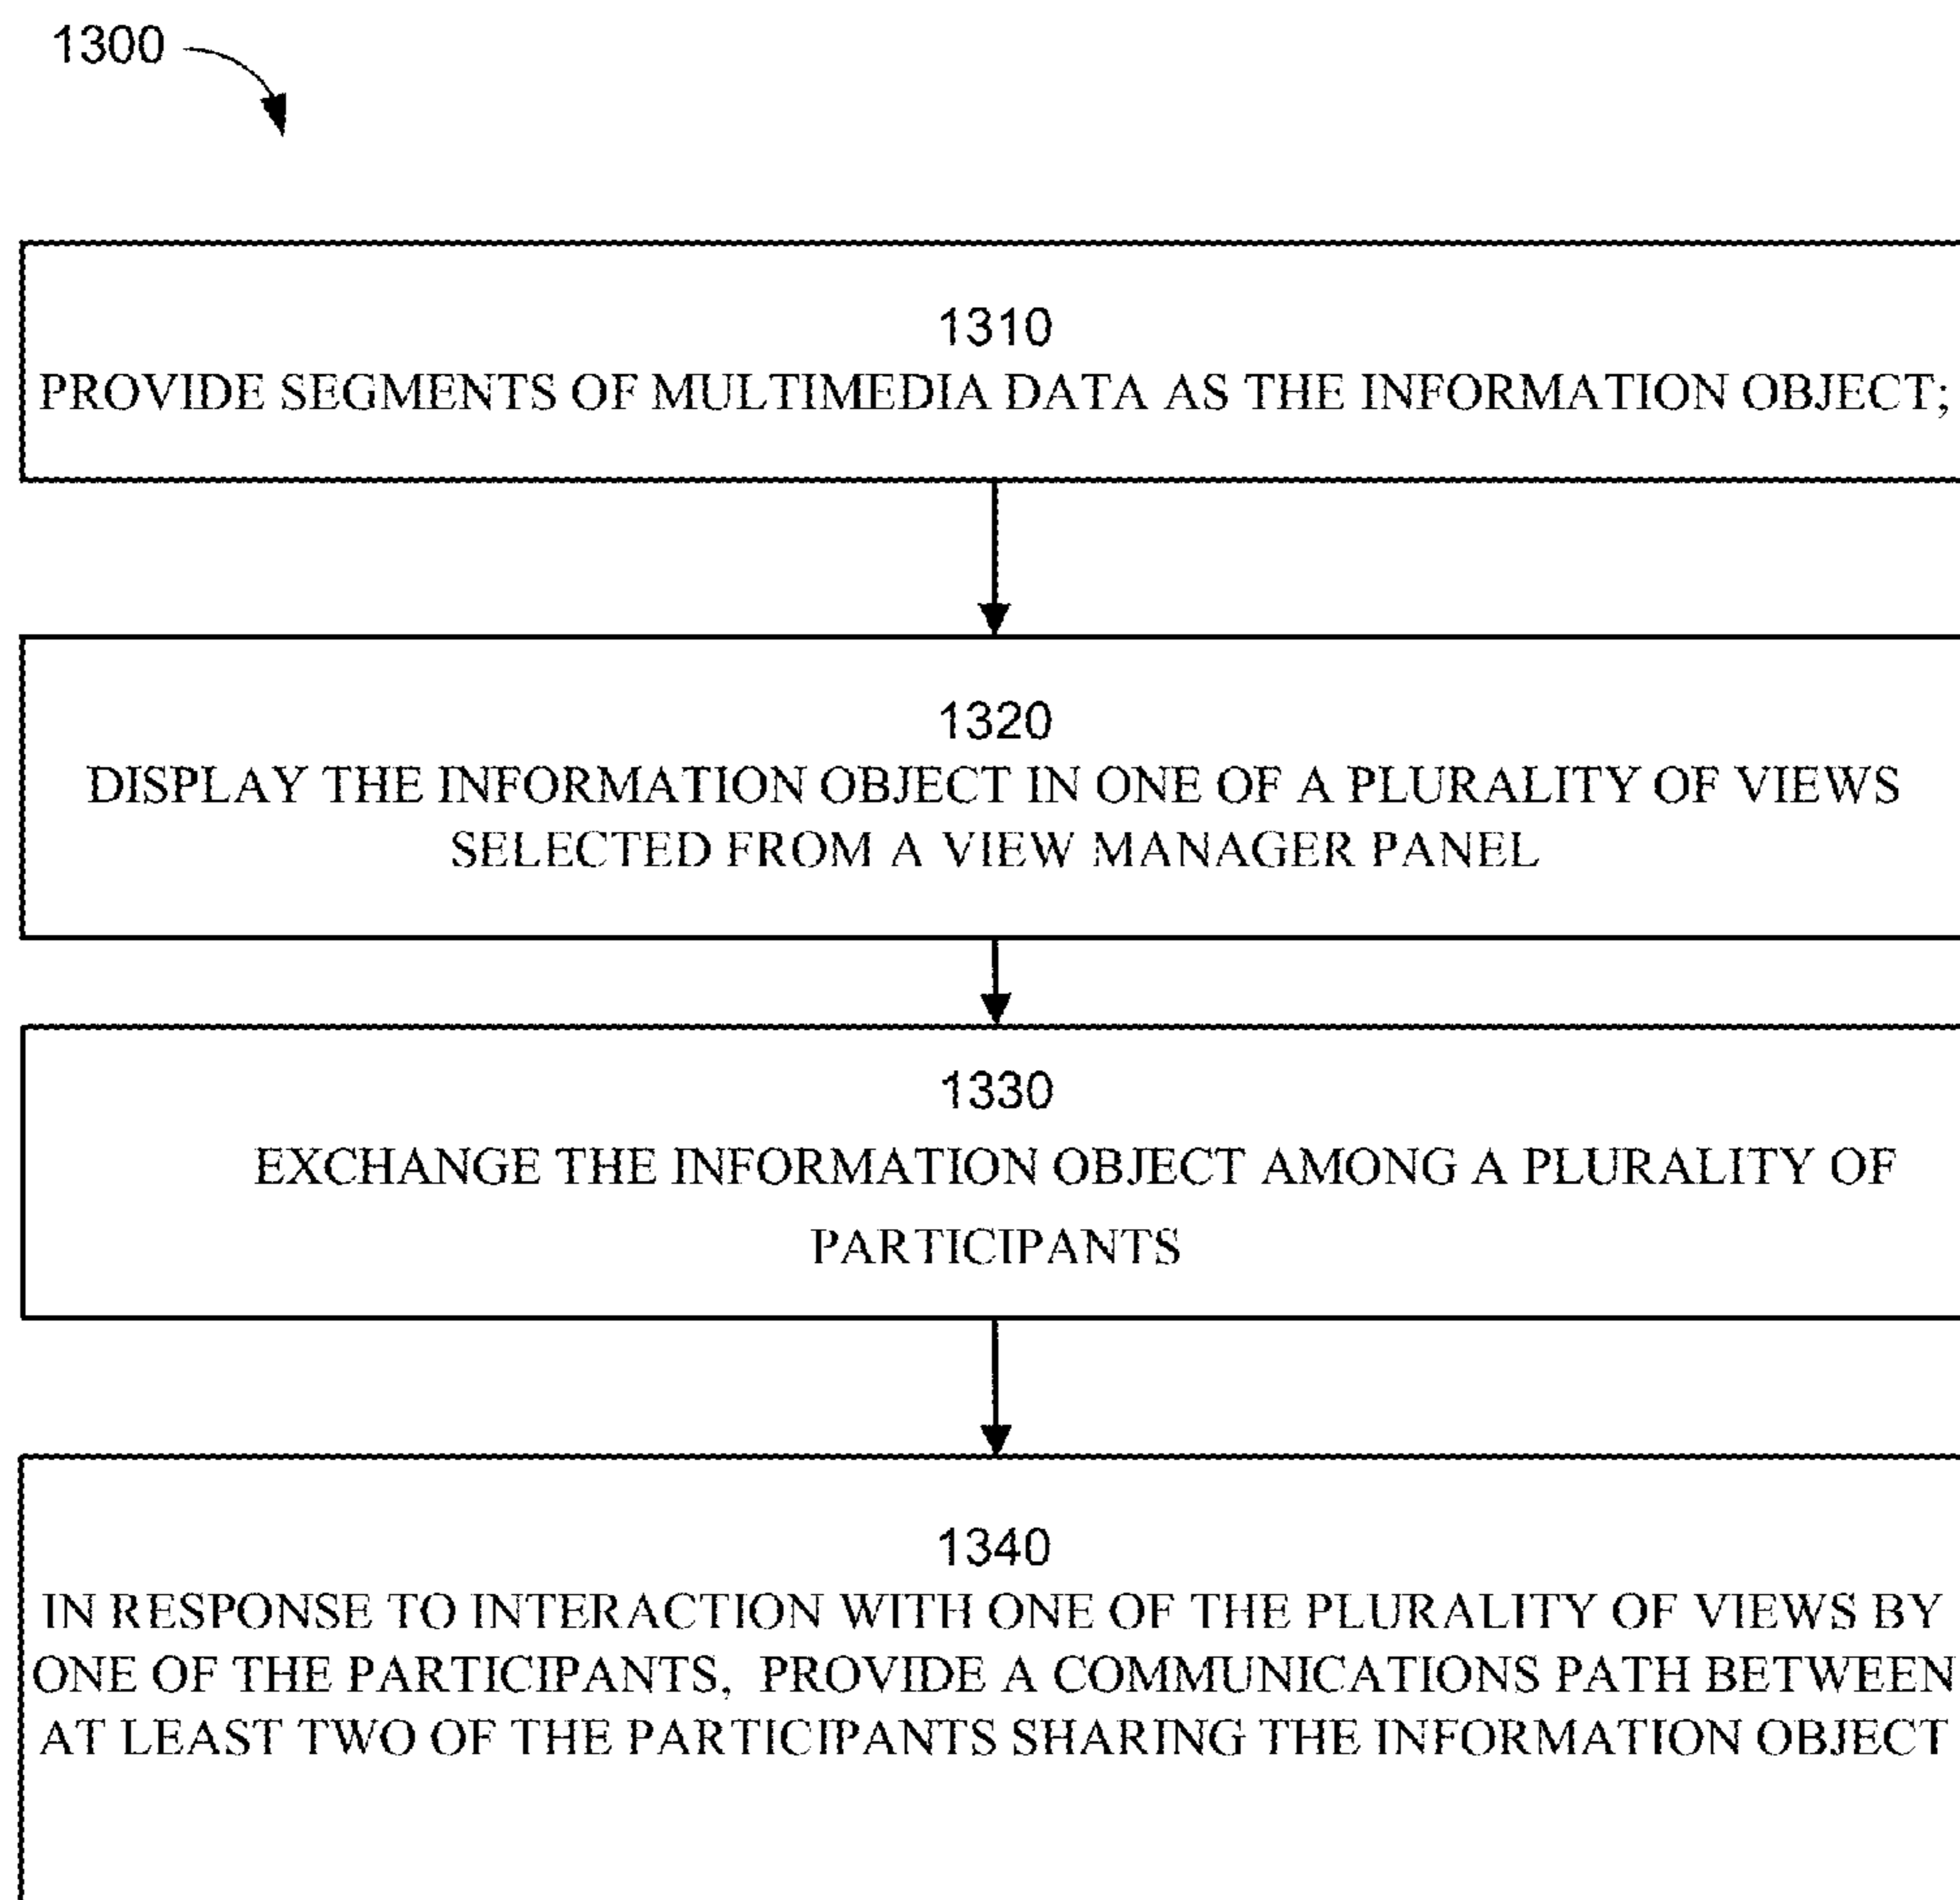 1300
1310
PROVIDE SEGMENTS OF MULTIMEDIA DATA AS THE INFORMATION OBJECT;
1320
DISPLAY THE INFORMATION OBJECT IN ONE OF A PLURALITY OF VIEWS
SELECTED FROM A VIEW MANAGER PANEL
1330
EXCHANGE THE INFORMATION OBJECT AMONG A PLURALITY OF
PARTICIPANTS
1340
IN RESPONSE TO INTERACTION WITH ONE OF THE PLURALITY OF VIEWS BY
ONE OF THE PARTICIPANTS, PROVIDE A COMMUNICATIONS PATH BETWEEN
AT LEAST TWO OF THE PARTICIPANTS SHARING THE INFORMATION OBJECT